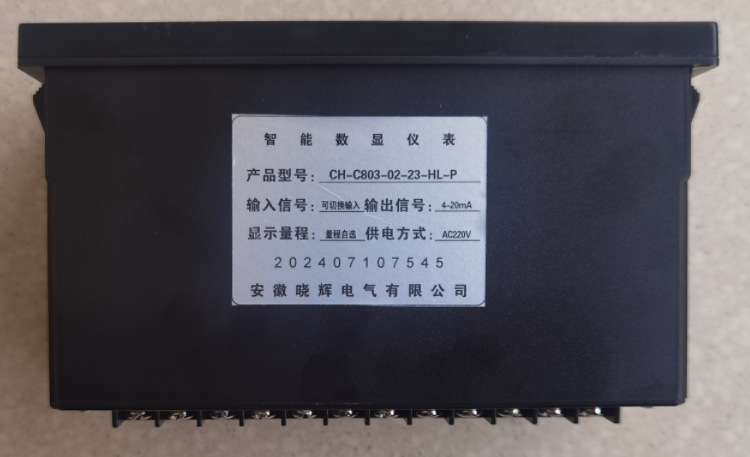 智能数显仪表
产品型号: CH-C803-02-23-HL-P
输入信号: 可切换输入 输出信号: 4-20mA
显示量程: 量程自选 供电方式: AC220V
202407107545
安徽晓辉电气有限公司